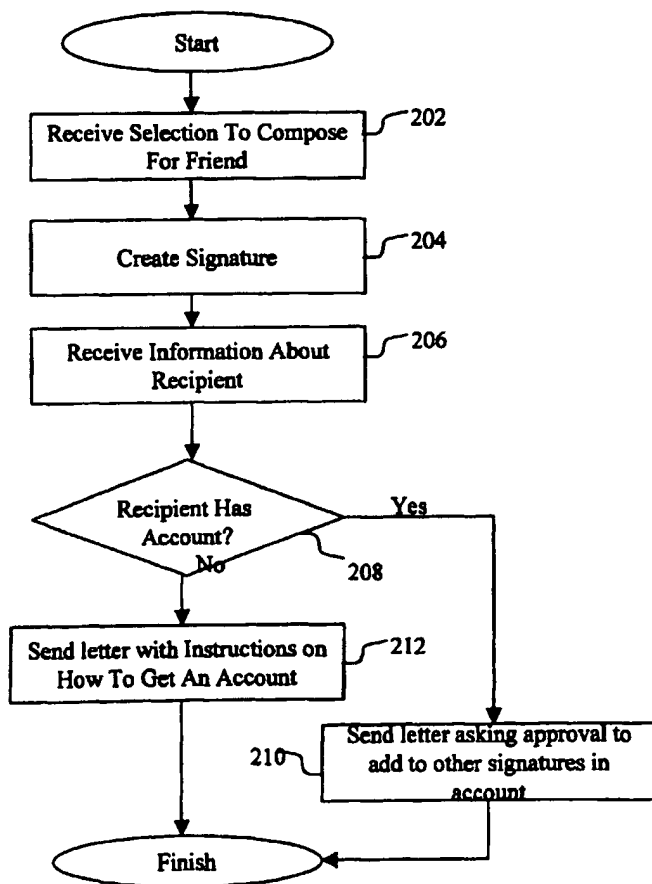 Start
Receive Selection To Compose
For Friend
202
Create Signature
204
Receive Information About
Recipient
206
Recipient Has
Account?
Yes
No
208
Send letter with Instructions on
How To Get An Account
212
Send letter asking approval to
add to other signatures in
account
210
Finish